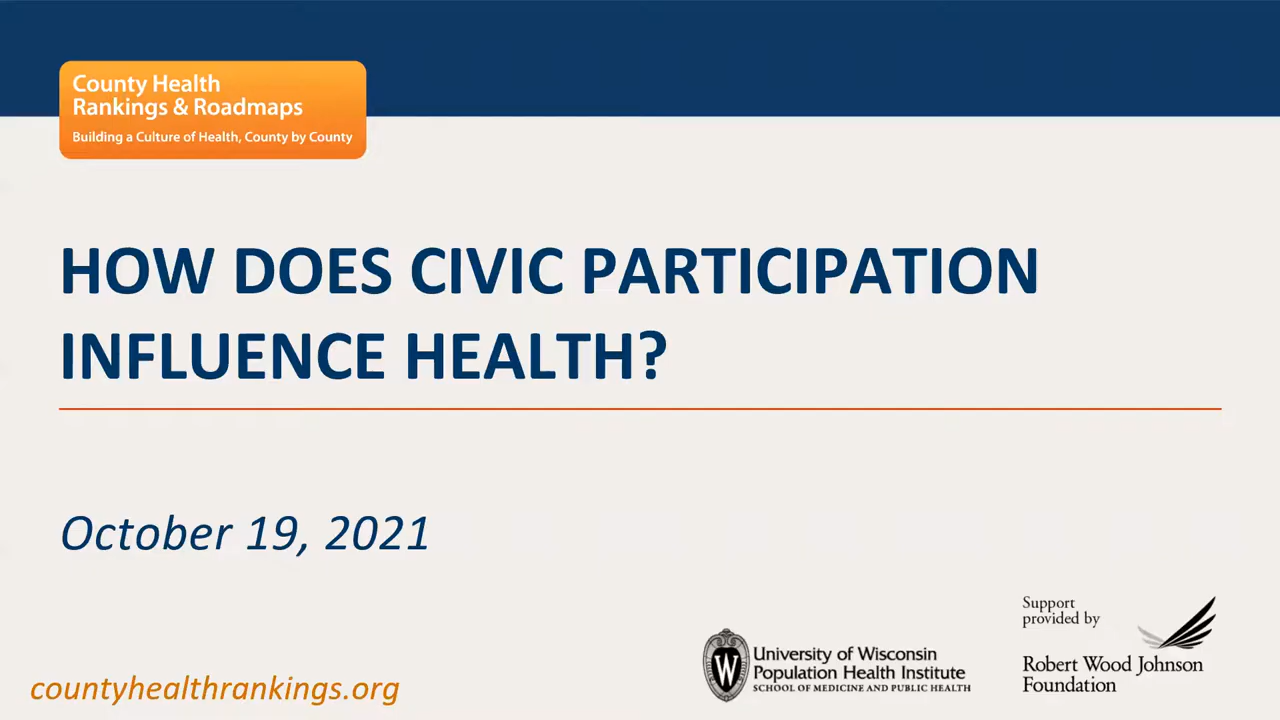 County Health
Rankings & Roadmaps
Building a Culture of Health, County by County
HOW DOES CIVIC PARTICIPATION
INFLUENCE HEALTH?
October 19, 2021
countyhealthrankings.org
W
University of Wisconsin
Population Health Institute
SCHOOL OF MEDICINE AND PUBLIC HEALTH
Support
provided by
Robert Wood Johnson
Foundation